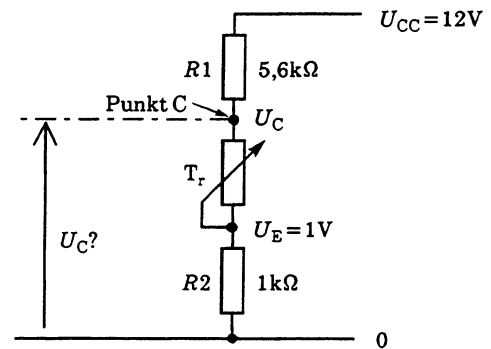 U_CC = 12V
R1 5,6kΩ
Punkt C U_C
T_r
U_E = 1V
U_C?
R2 1kΩ
0